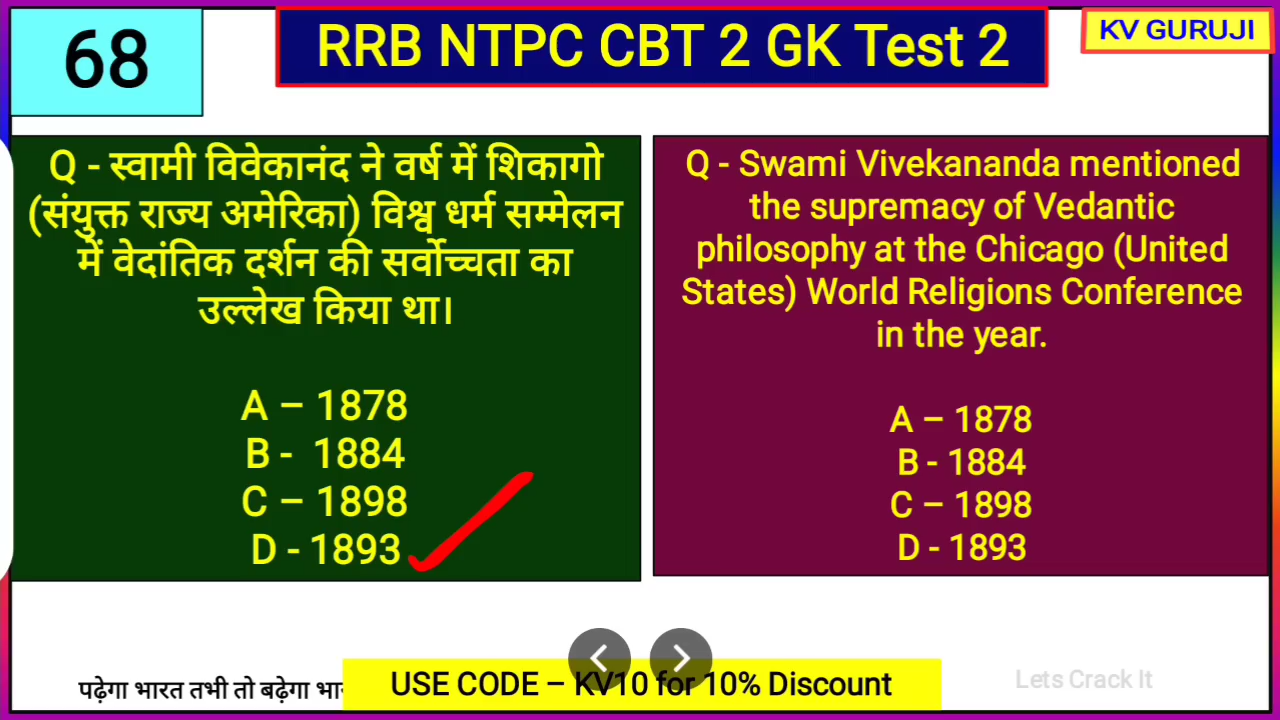 68
RRB NTPC CBT 2 GK Test 2
KV GURUJI
Q - स्वामी विवेकानंद ने वर्ष में शिकागो
(संयुक्त राज्य अमेरिका) विश्व धर्म सम्मेलन
में वेदांतिक दर्शन की सर्वोच्चता का
उल्लेख किया था।
A – 1878
B - 1884
C – 1898
D - 1893
Q - Swami Vivekananda mentioned
the supremacy of Vedantic
philosophy at the Chicago (United
States) World Religions Conference
in the year.
A – 1878
B - 1884
C – 1898
D - 1893
पढ़ेगा भारत तभी तो बढ़ेगा
USE CODE – KV10 for 10% Discount
Lets Crack It